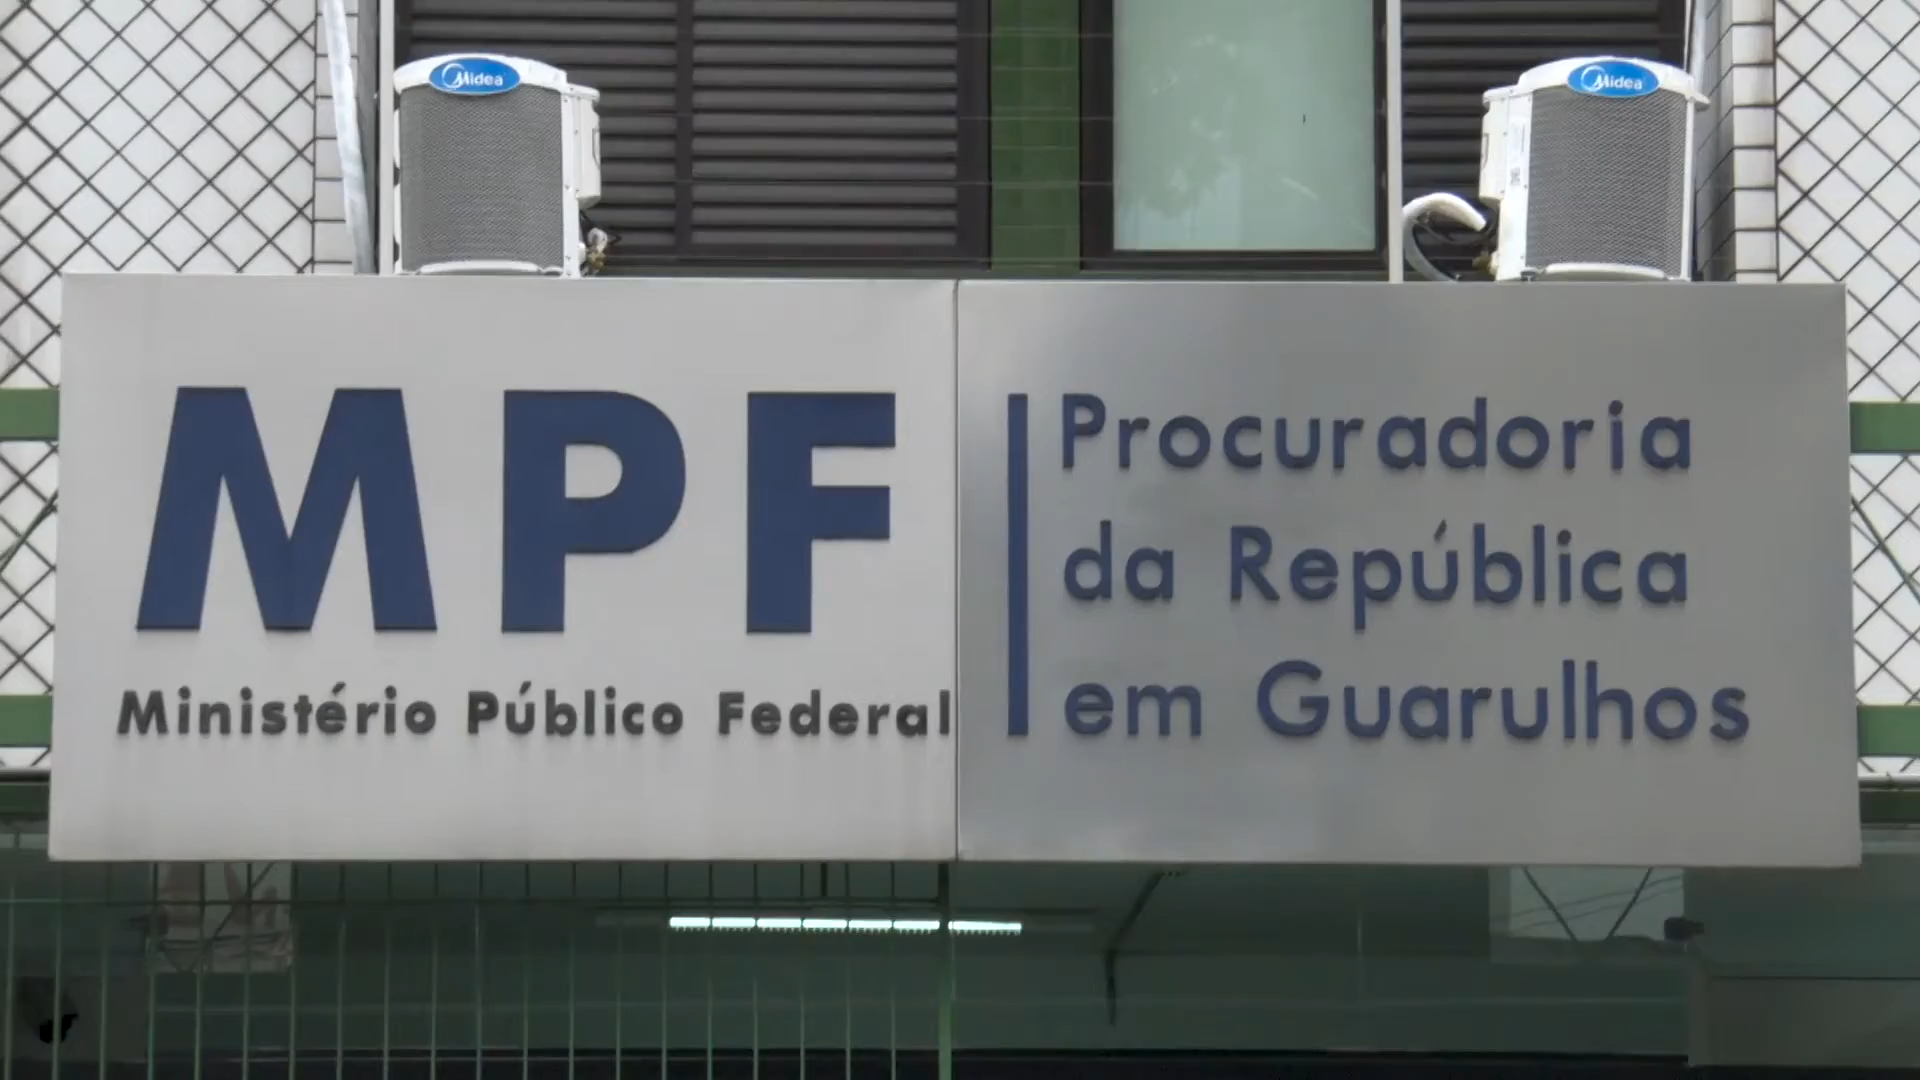 Midea
Midea
MPF
Ministério Público Federal
Procuradoria
da República
em Guarulhos